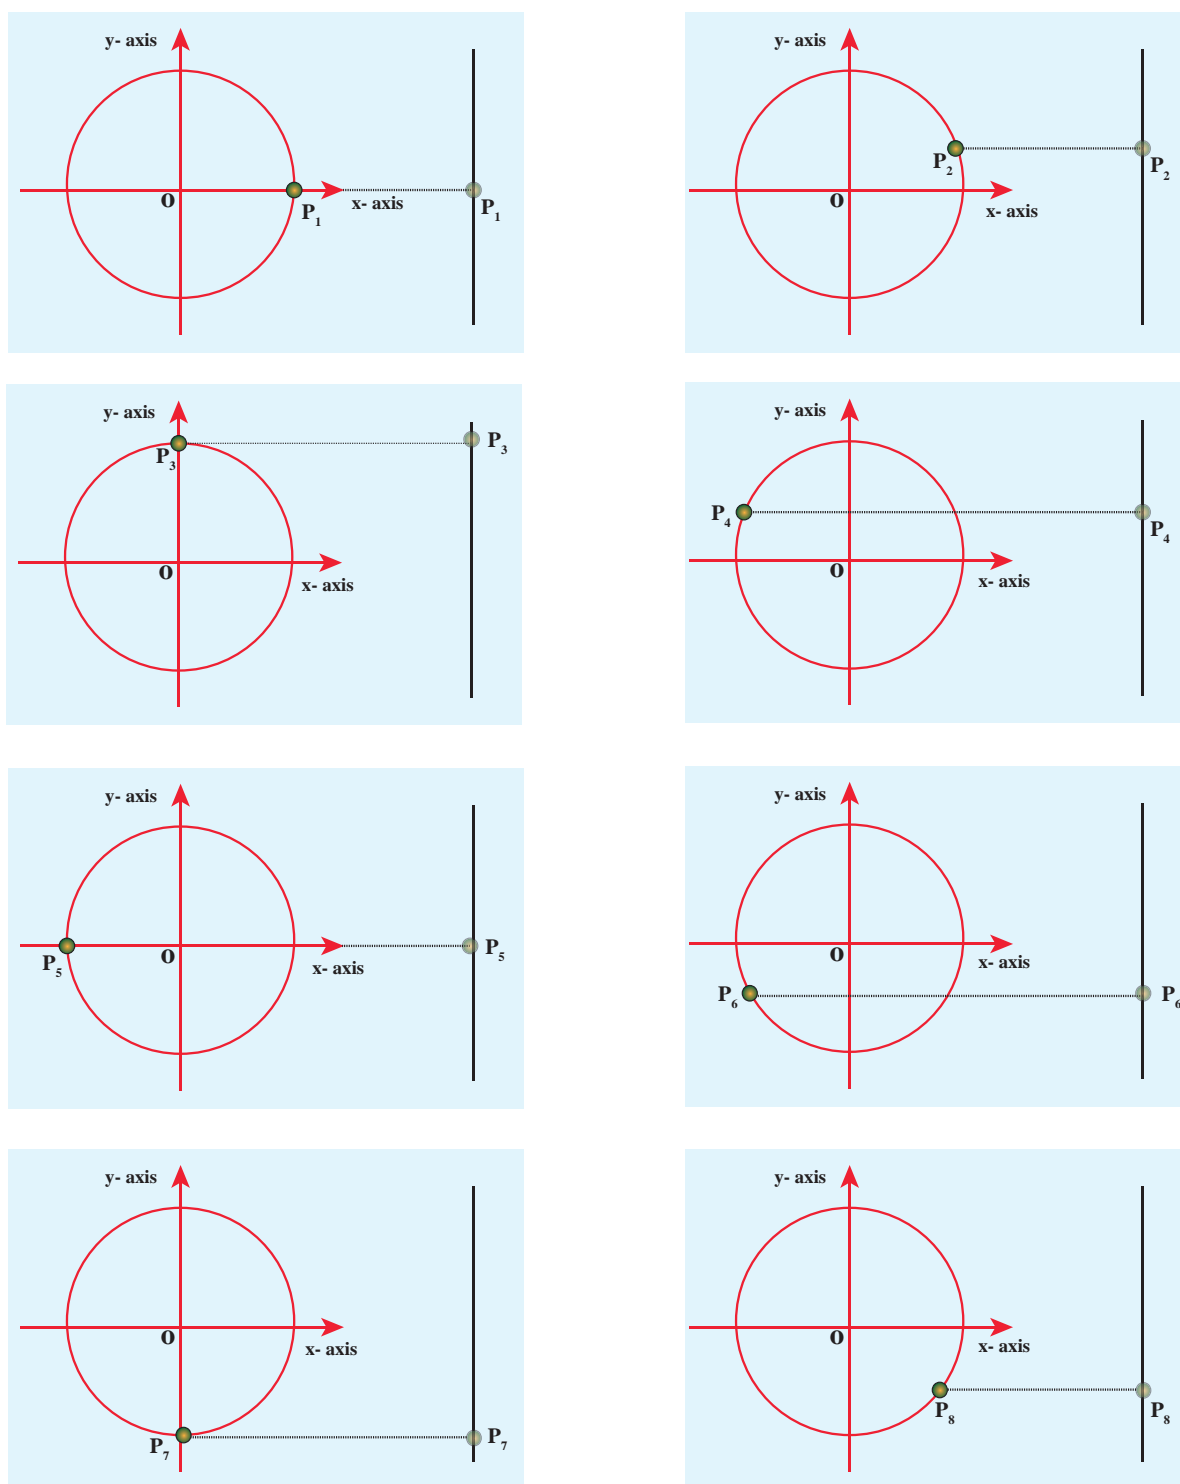 y- axis
O
P₁
x- axis
P₁
y- axis
P₂
P₂
O
x- axis
y- axis
P₃
P₃
O
x- axis
y- axis
P₄
P₄
O
x- axis
y- axis
O
P₅
x- axis
P₅
y- axis
O
x- axis
P₆
P₆
y- axis
O
x- axis
P₇
P₇
y- axis
O
x- axis
P₈
P₈